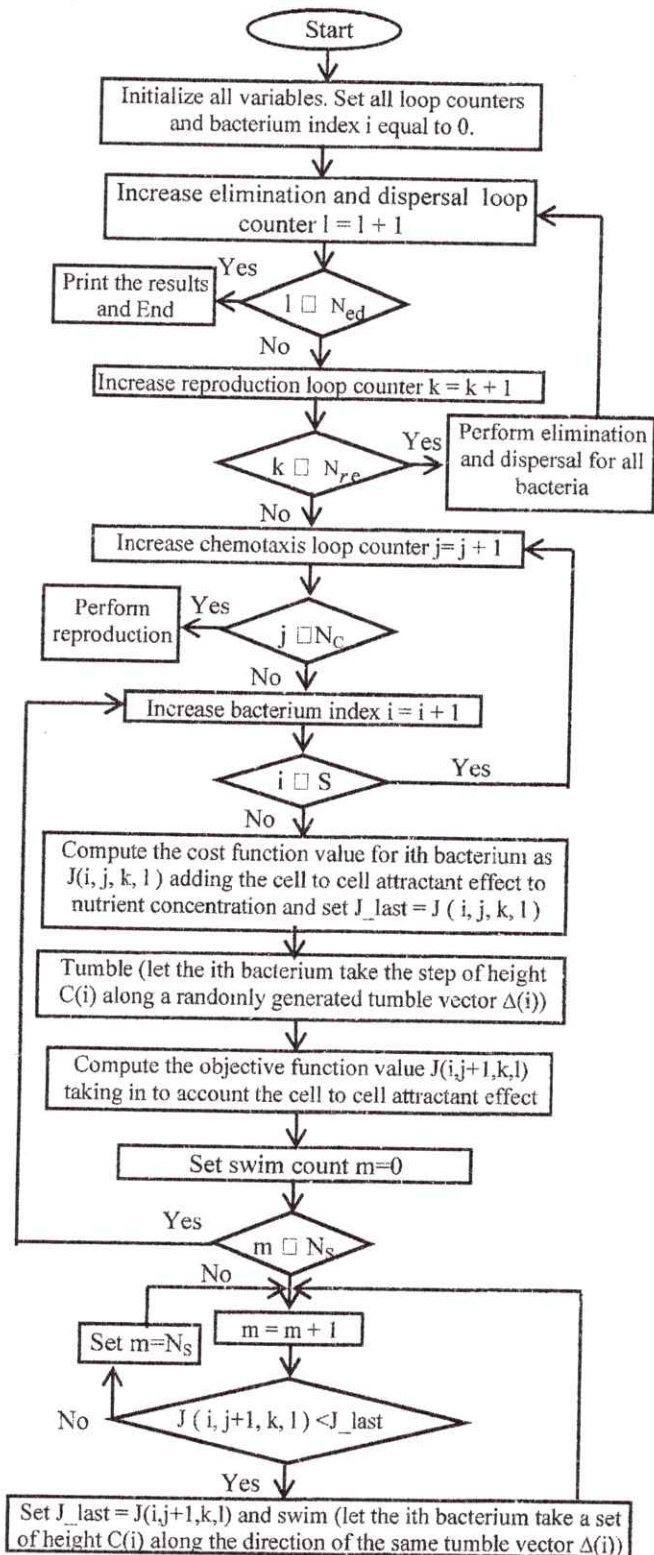 Start
Initialize all variables. Set all loop counters
and bacterium index i equal to 0.
Increase elimination and dispersal loop
counter l = l + 1
Yes
Print the results
and End
l □ N_ed
No
Increase reproduction loop counter k = k + 1
k □ N_re
Yes
Perform elimination
and dispersal for all
bacteria
No
Increase chemotaxis loop counter j= j + 1
Perform
reproduction
Yes
j □N_C
No
Increase bacterium index i = i + 1
i □ S
Yes
No
Compute the cost function value for ith bacterium as
J(i, j, k, l ) adding the cell to cell attractant effect to
nutrient concentration and set J_last = J ( i, j, k, l )
Tumble (let the ith bacterium take the step of height
C(i) along a randomly generated tumble vector Δ(i))
Compute the objective function value J(i,j+1,k,l)
taking in to account the cell to cell attractant effect
Set swim count m=0
Yes
m □ N_S
No
m = m + 1
Set m=N_S
No
J ( i, j+1, k, l ) <J_last
Yes
Set J_last = J(i,j+1,k,l) and swim (let the ith bacterium take a set
of height C(i) along the direction of the same tumble vector Δ(i))